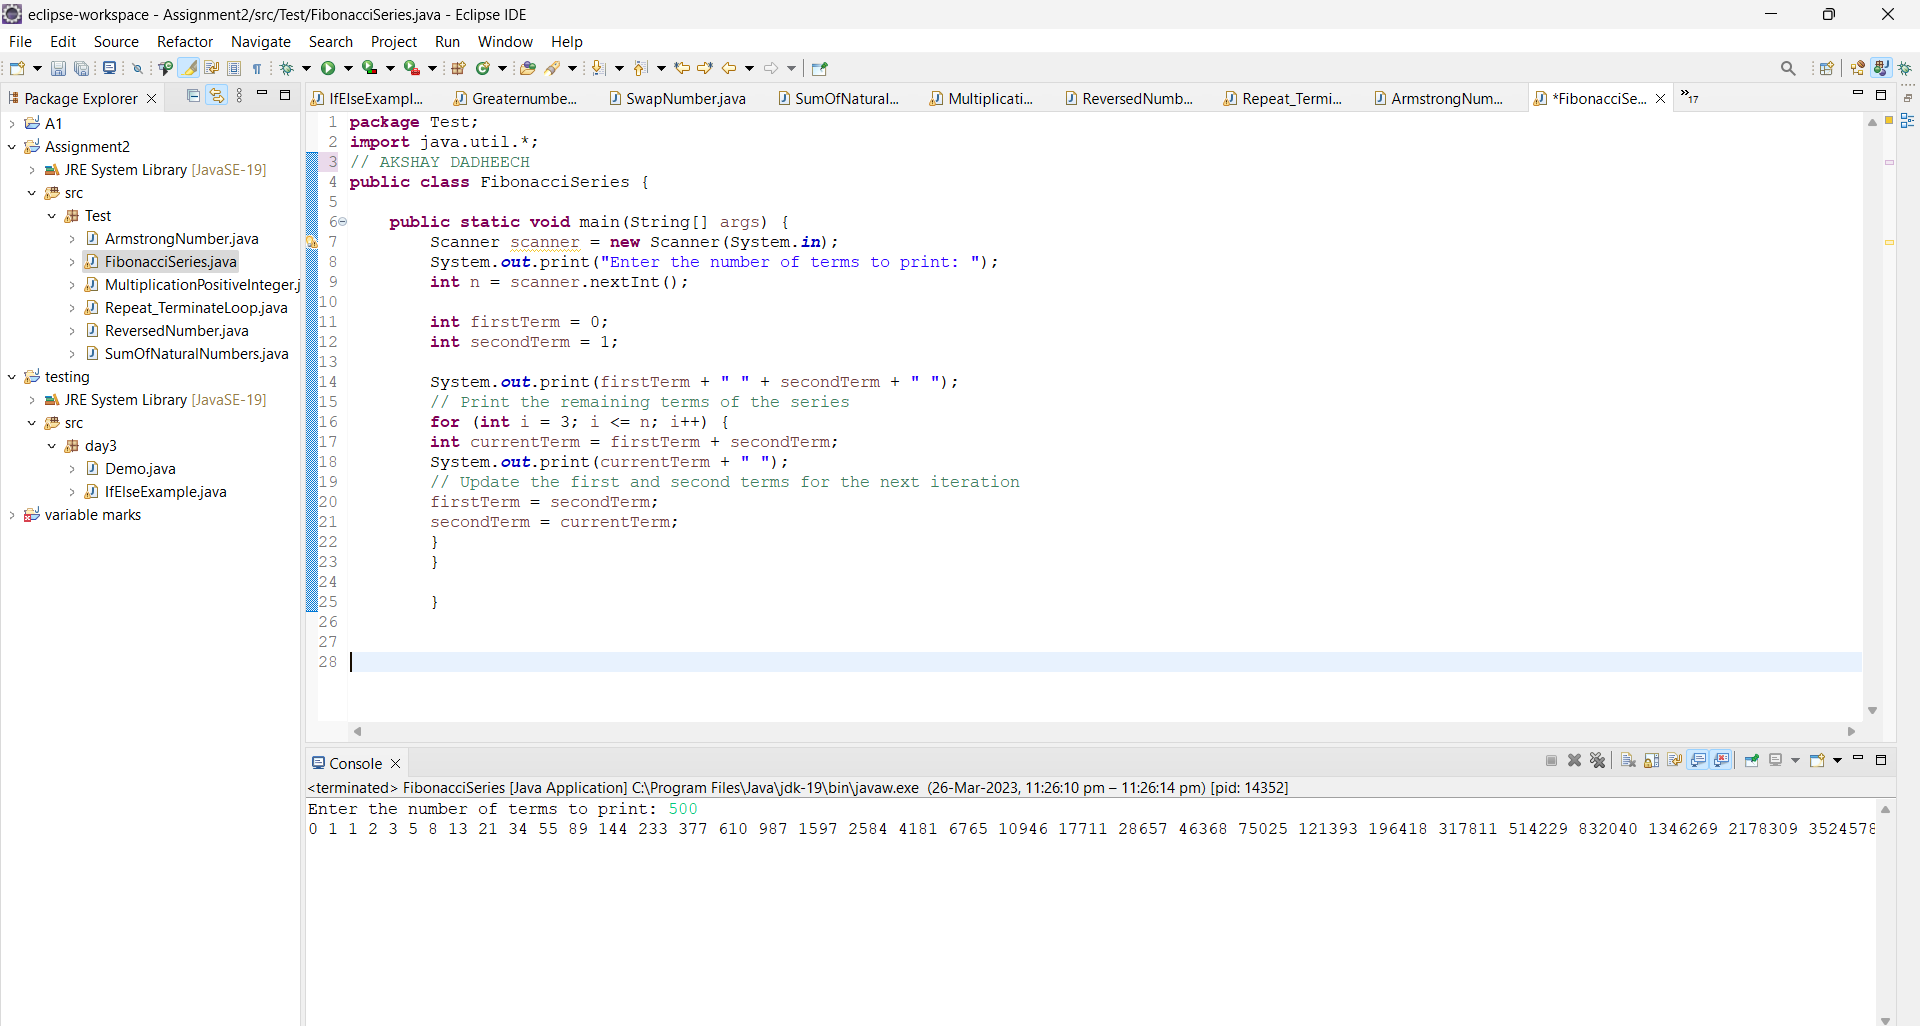 eclipse-workspace - Assignment2/src/Test/FibonacciSeries.java - Eclipse IDE
File Edit Source Refactor Navigate Search Project Run Window Help
Package Explorer
A1
Assignment2
JRE System Library [JavaSE-19]
src
Test
ArmstrongNumber.java
FibonacciSeries.java
MultiplicationPositiveInteger.j
Repeat_TerminateLoop.java
ReversedNumber.java
SumOfNaturalNumbers.java
testing
JRE System Library [JavaSE-19]
src
day3
Demo.java
IfElseExample.java
variable marks
IfElseExampl... Greaternumbe... SwapNumber.java SumOfNatural... Multiplicati... ReversedNumb... Repeat_Termi... ArmstrongNum... *FibonacciSe... »17
1 package Test;
2 import java.util.*;
3 // AKSHAY DADHEECH
4 public class FibonacciSeries {
5
6 public static void main(String[] args) {
7 Scanner scanner = new Scanner(System.in);
8 System.out.print("Enter the number of terms to print: ");
9 int n = scanner.nextInt();
10
11 int firstTerm = 0;
12 int secondTerm = 1;
13
14 System.out.print(firstTerm + " " + secondTerm + " ");
15 // Print the remaining terms of the series
16 for (int i = 3; i <= n; i++) {
17 int currentTerm = firstTerm + secondTerm;
18 System.out.print(currentTerm + " ");
19 // Update the first and second terms for the next iteration
20 firstTerm = secondTerm;
21 secondTerm = currentTerm;
22 }
23 }
24
25 }
26
27
28
Console
<terminated> FibonacciSeries [Java Application] C:\Program Files\Java\jdk-19\bin\javaw.exe (26-Mar-2023, 11:26:10 pm – 11:26:14 pm) [pid: 14352]
Enter the number of terms to print: 500
0 1 1 2 3 5 8 13 21 34 55 89 144 233 377 610 987 1597 2584 4181 6765 10946 17711 28657 46368 75025 121393 196418 317811 514229 832040 1346269 2178309 3524578